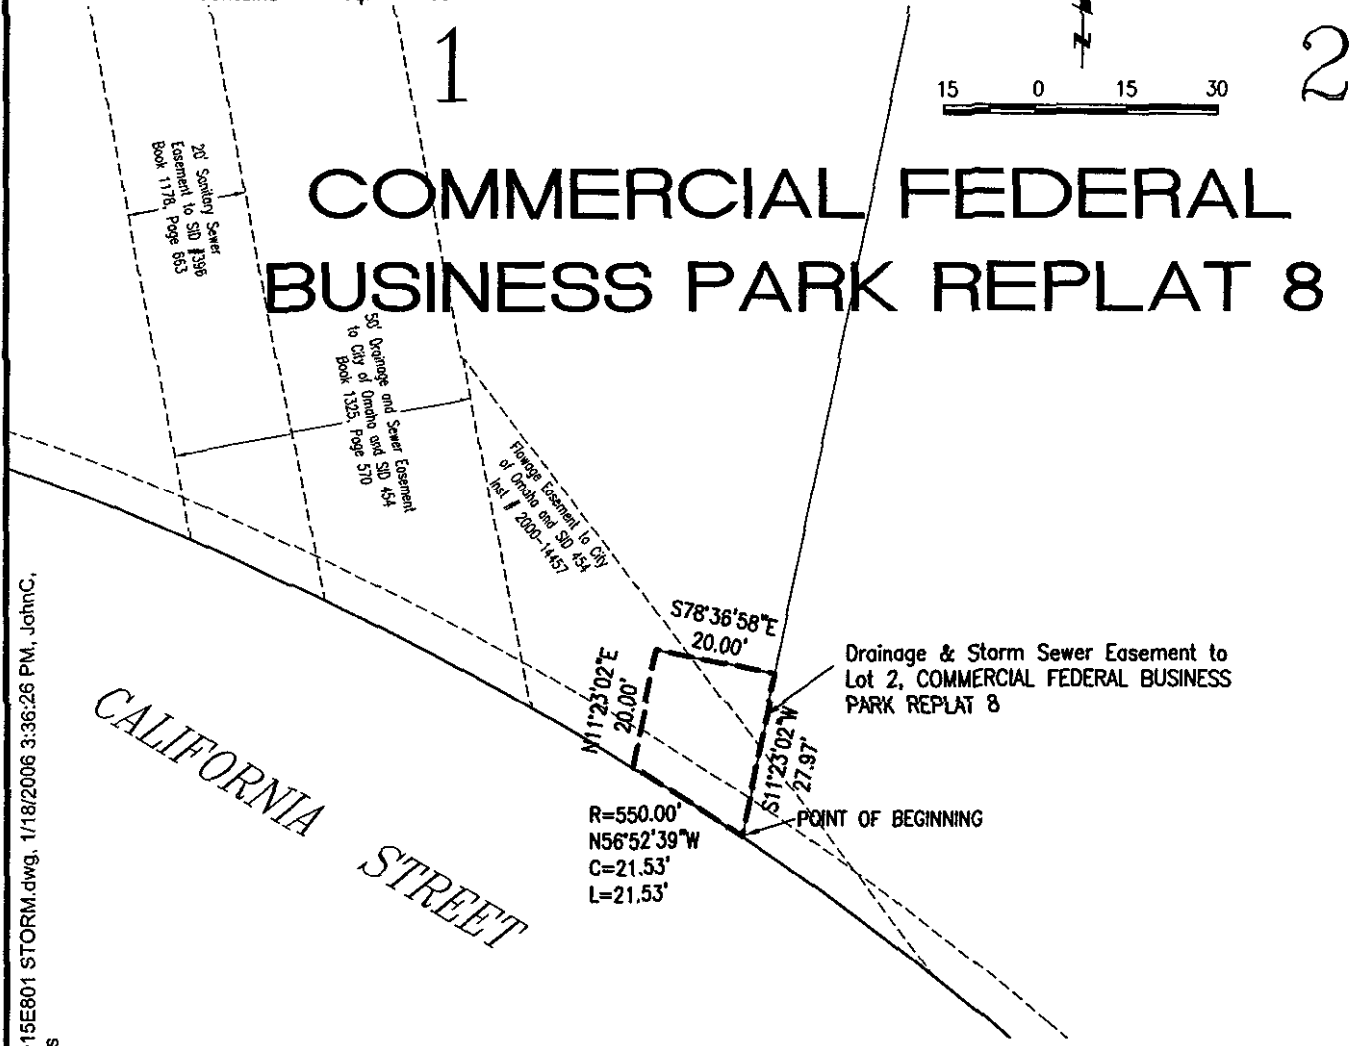 1
2
15 0 15 30
COMMERCIAL FEDERAL
BUSINESS PARK REPLAT 8
20' Sanitary Sewer
Easement to SID #396
Book 1178, Page 663
50' Drainage and Sewer Easement
to City of Omaha and SID 454
Book 1325, Page 570
Flowage Easement to City
of Omaha and SID 454
Inst # 2000-14457
S78°36'58"E
20.00'
N11°23'02"E
20.00'
S11°23'02"W
27.97'
Drainage & Storm Sewer Easement to
Lot 2, COMMERCIAL FEDERAL BUSINESS
PARK REPLAT 8
POINT OF BEGINNING
R=550.00'
N56°52'39"W
C=21.53'
L=21.53'
CALIFORNIA STREET
15E801 STORM.dwg, 1/18/2006 3:36:26 PM, JohnC,